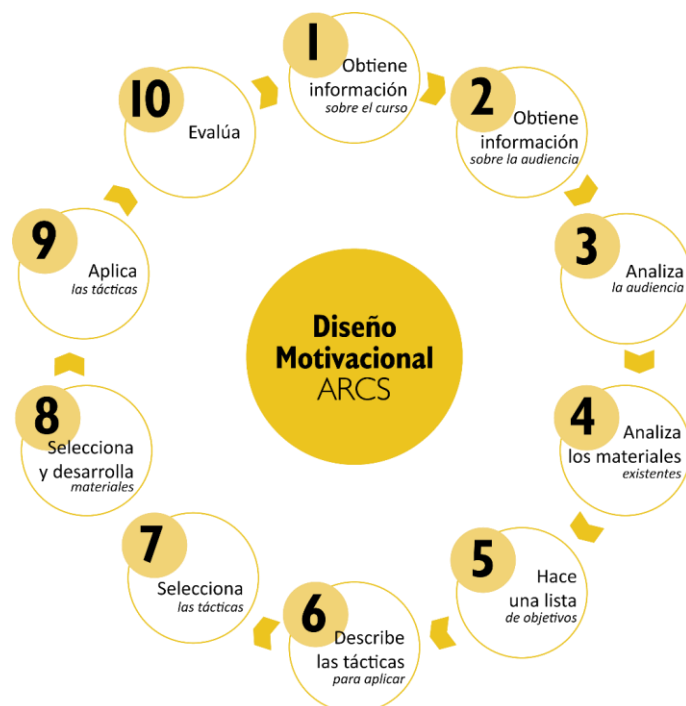 1
Obtiene
información
sobre el curso
2
Obtiene
información
sobre la audiencia
3
Analiza
la audiencia
4
Analiza
los materiales
existentes
5
Hace
una lista
de objetivos
6
Describe
las tácticas
para aplicar
7
Selecciona
las tácticas
8
Selecciona
y desarrolla
materiales
9
Aplica
las tácticas
10
Evalúa
Diseño
Motivacional
ARCS